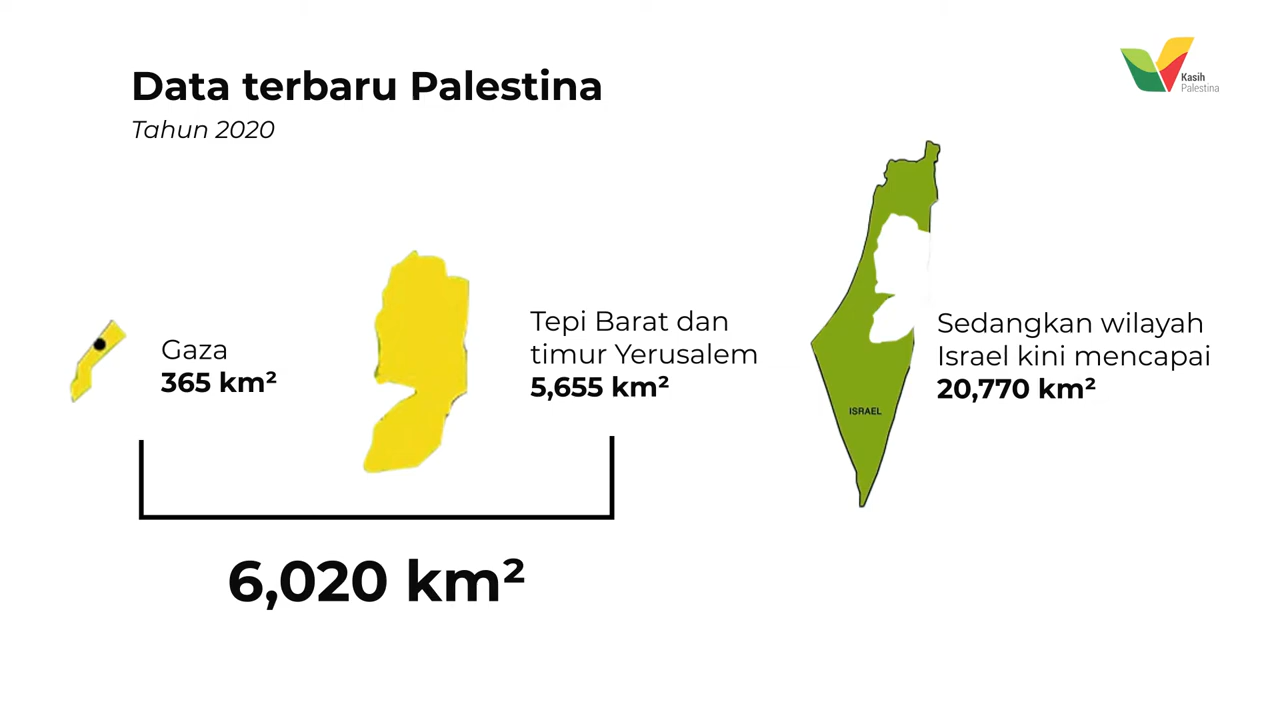 Data terbaru Palestina
Tahun 2020
Kasih
Palestina
Gaza
365 km²
Tepi Barat dan
timur Yerusalem
5,655 km²
Sedangkan wilayah
Israel kini mencapai
20,770 km²
ISRAEL
6,020 km²